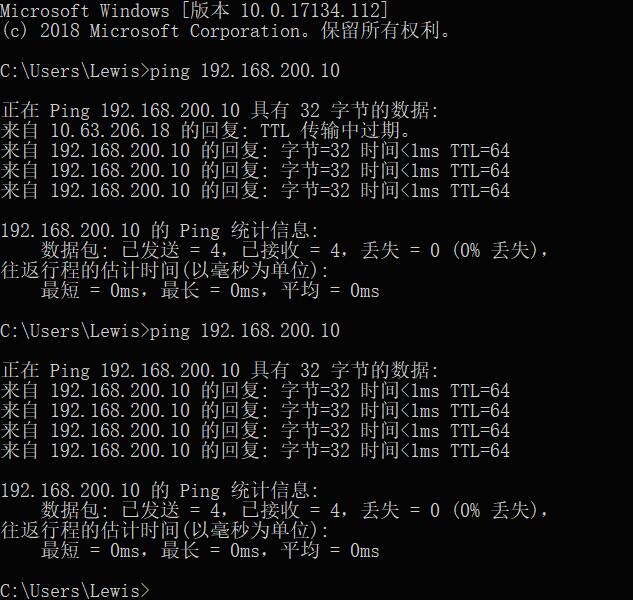 Microsoft Windows [版本 10.0.17134.112]
(c) 2018 Microsoft Corporation。保留所有权利。
C:\Users\Lewis>ping 192.168.200.10
正在 Ping 192.168.200.10 具有 32 字节的数据:
来自 10.63.206.18 的回复: TTL 传输中过期。
来自 192.168.200.10 的回复: 字节=32 时间<1ms TTL=64
来自 192.168.200.10 的回复: 字节=32 时间<1ms TTL=64
来自 192.168.200.10 的回复: 字节=32 时间<1ms TTL=64
192.168.200.10 的 Ping 统计信息:
数据包: 已发送 = 4，已接收 = 4，丢失 = 0 (0% 丢失)，
往返行程的估计时间(以毫秒为单位):
最短 = 0ms，最长 = 0ms，平均 = 0ms
C:\Users\Lewis>ping 192.168.200.10
正在 Ping 192.168.200.10 具有 32 字节的数据:
来自 192.168.200.10 的回复: 字节=32 时间<1ms TTL=64
来自 192.168.200.10 的回复: 字节=32 时间<1ms TTL=64
来自 192.168.200.10 的回复: 字节=32 时间<1ms TTL=64
来自 192.168.200.10 的回复: 字节=32 时间<1ms TTL=64
192.168.200.10 的 Ping 统计信息:
数据包: 已发送 = 4，已接收 = 4，丢失 = 0 (0% 丢失)，
往返行程的估计时间(以毫秒为单位):
最短 = 0ms，最长 = 0ms，平均 = 0ms
C:\Users\Lewis>